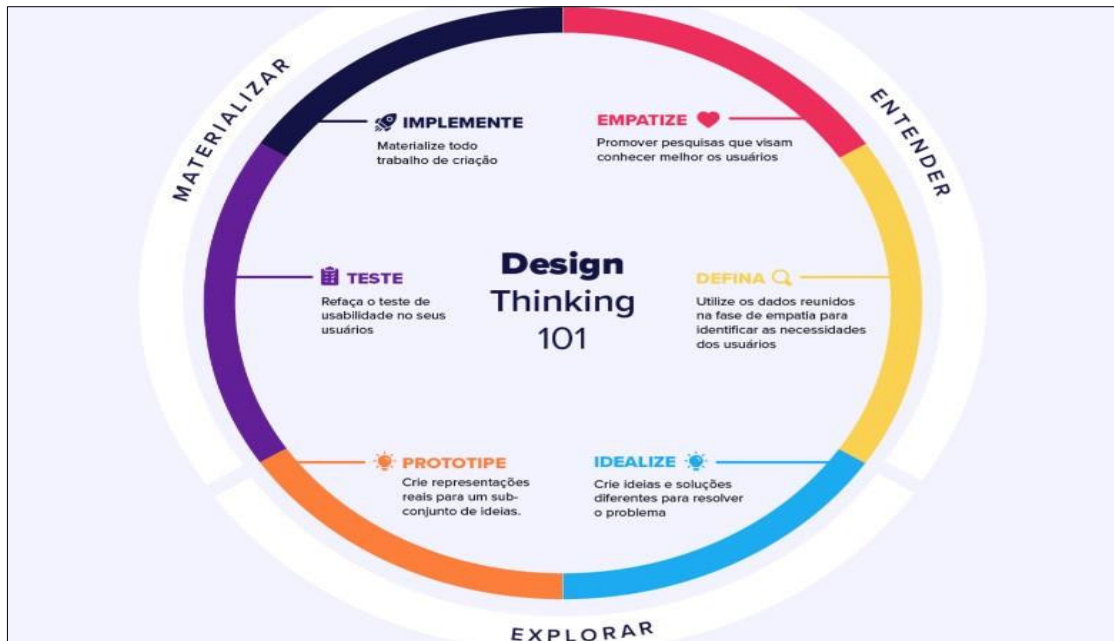 MATERIALIZAR
ENTENDER
IMPLEMENTE
Materialize todo
trabalho de criação
EMPATIZE
Promover pesquisas que visam
conhecer melhor os usuários
Design
Thinking
101
TESTE
Refaça o teste de
usabilidade no seus
usuários
DEFINA
Utilize os dados reunidos
na fase de empatia para
identificar as necessidades
dos usuários
PROTOTIPE
Crie representações
reais para um sub-
conjunto de ideias.
IDEALIZE
Crie ideias e soluções
diferentes para resolver
o problema
EXPLORAR